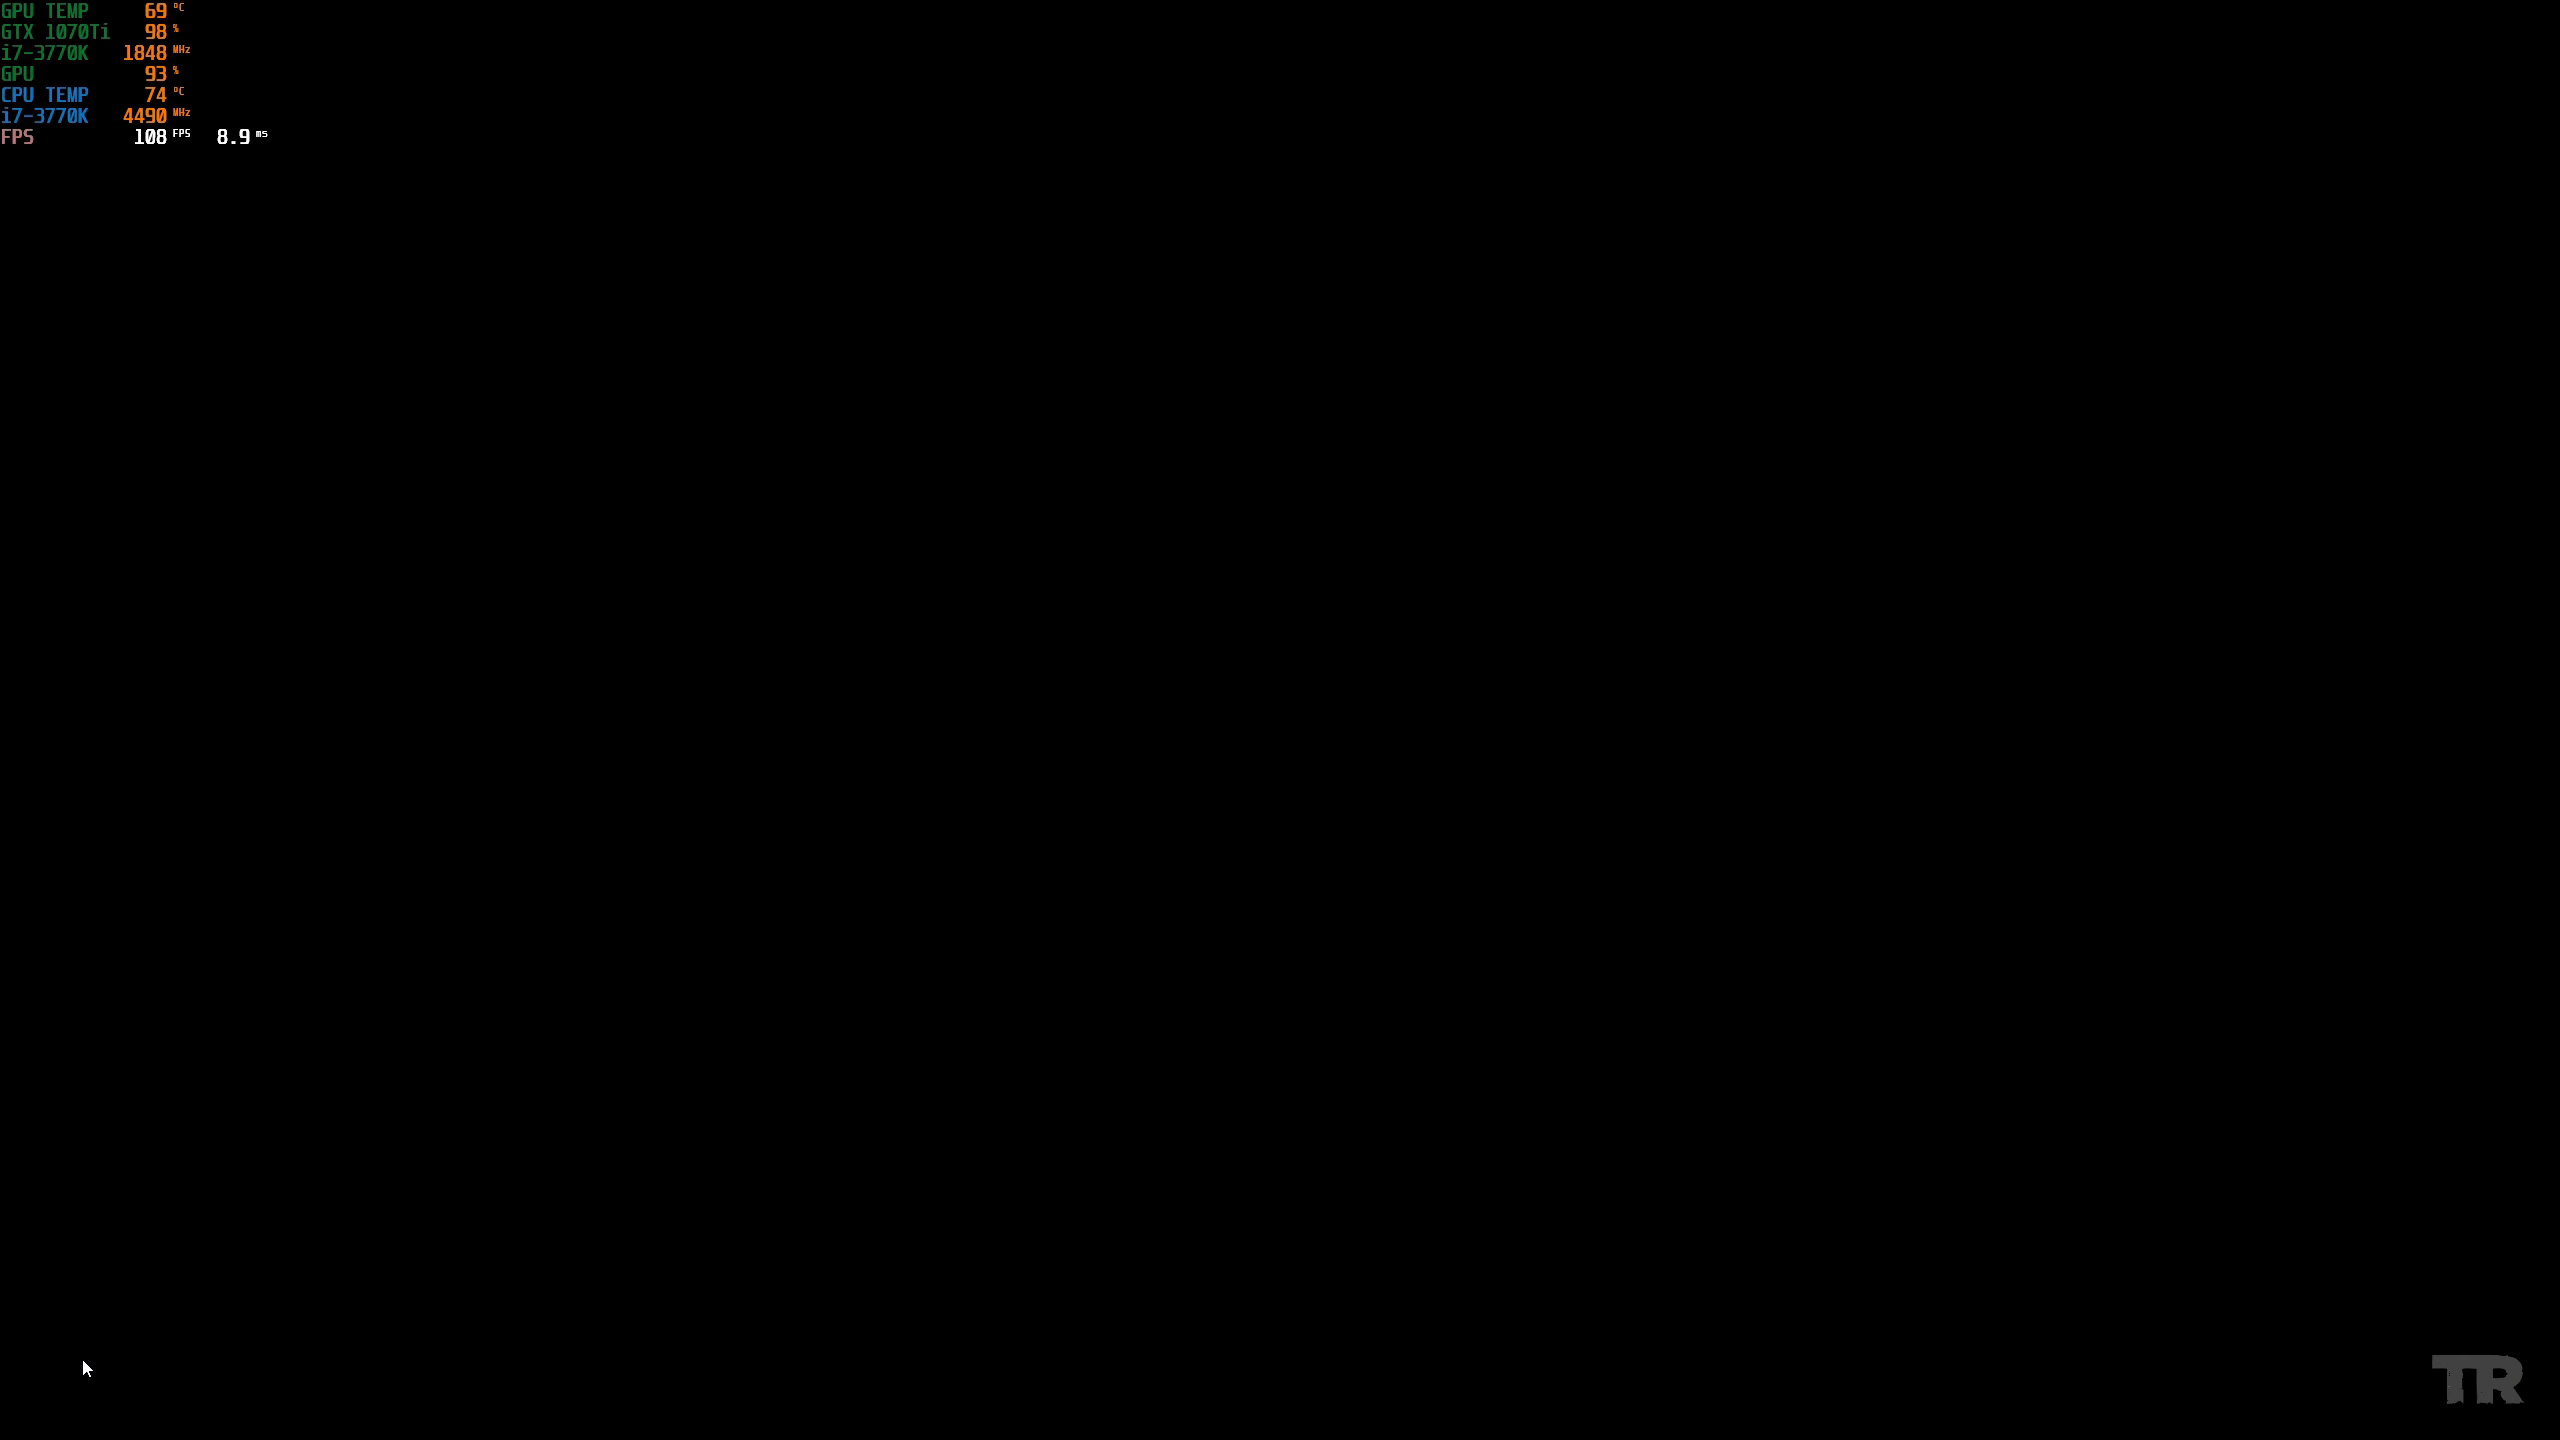 GPU TEMP 69 °C
GTX 1070Ti 98 %
i7-3770K 1848 MHz
GPU 93 %
CPU TEMP 74 °C
i7-3770K 4490 MHz
FPS 108 FPS 8.9 ms
TR